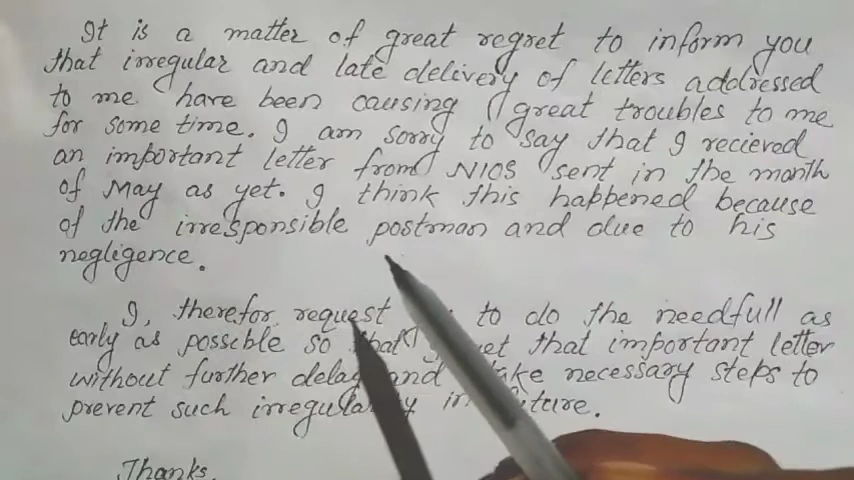 It is a matter of great regret to inform you
that irregular and late delivery of letters addressed
to me have been causing great troubles to me
for some time. I am sorry to say that I recieved
an important letter from NIOS sent in the month
of May as yet. I think this happened because
of the irresponsible postman and due to his
negligence.
I, therefor request to do the needfull as
early as possible so that that important letter
without further delay and necessary steps to
prevent such in
Thanks.